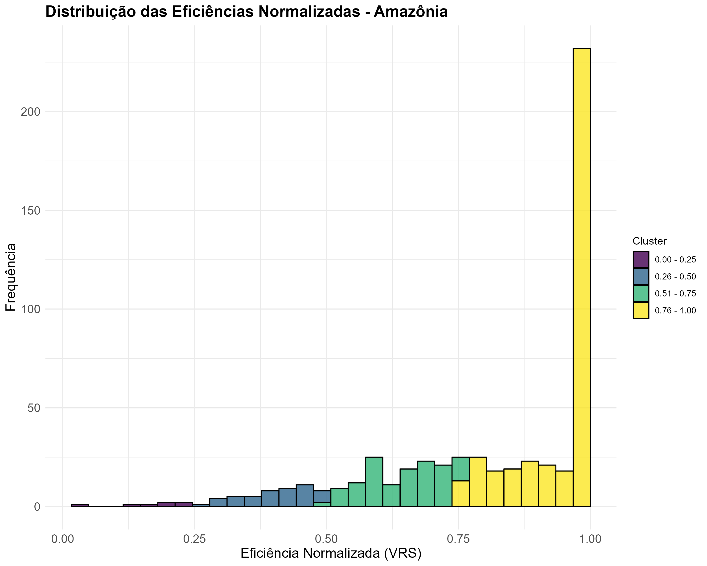 Distribuição das Eficiências Normalizadas - Amazônia
Frequência
200
150
100
50
0
0.00
0.25
0.50
0.75
1.00
Eficiência Normalizada (VRS)
Cluster
0.00 - 0.25
0.26 - 0.50
0.51 - 0.75
0.76 - 1.00